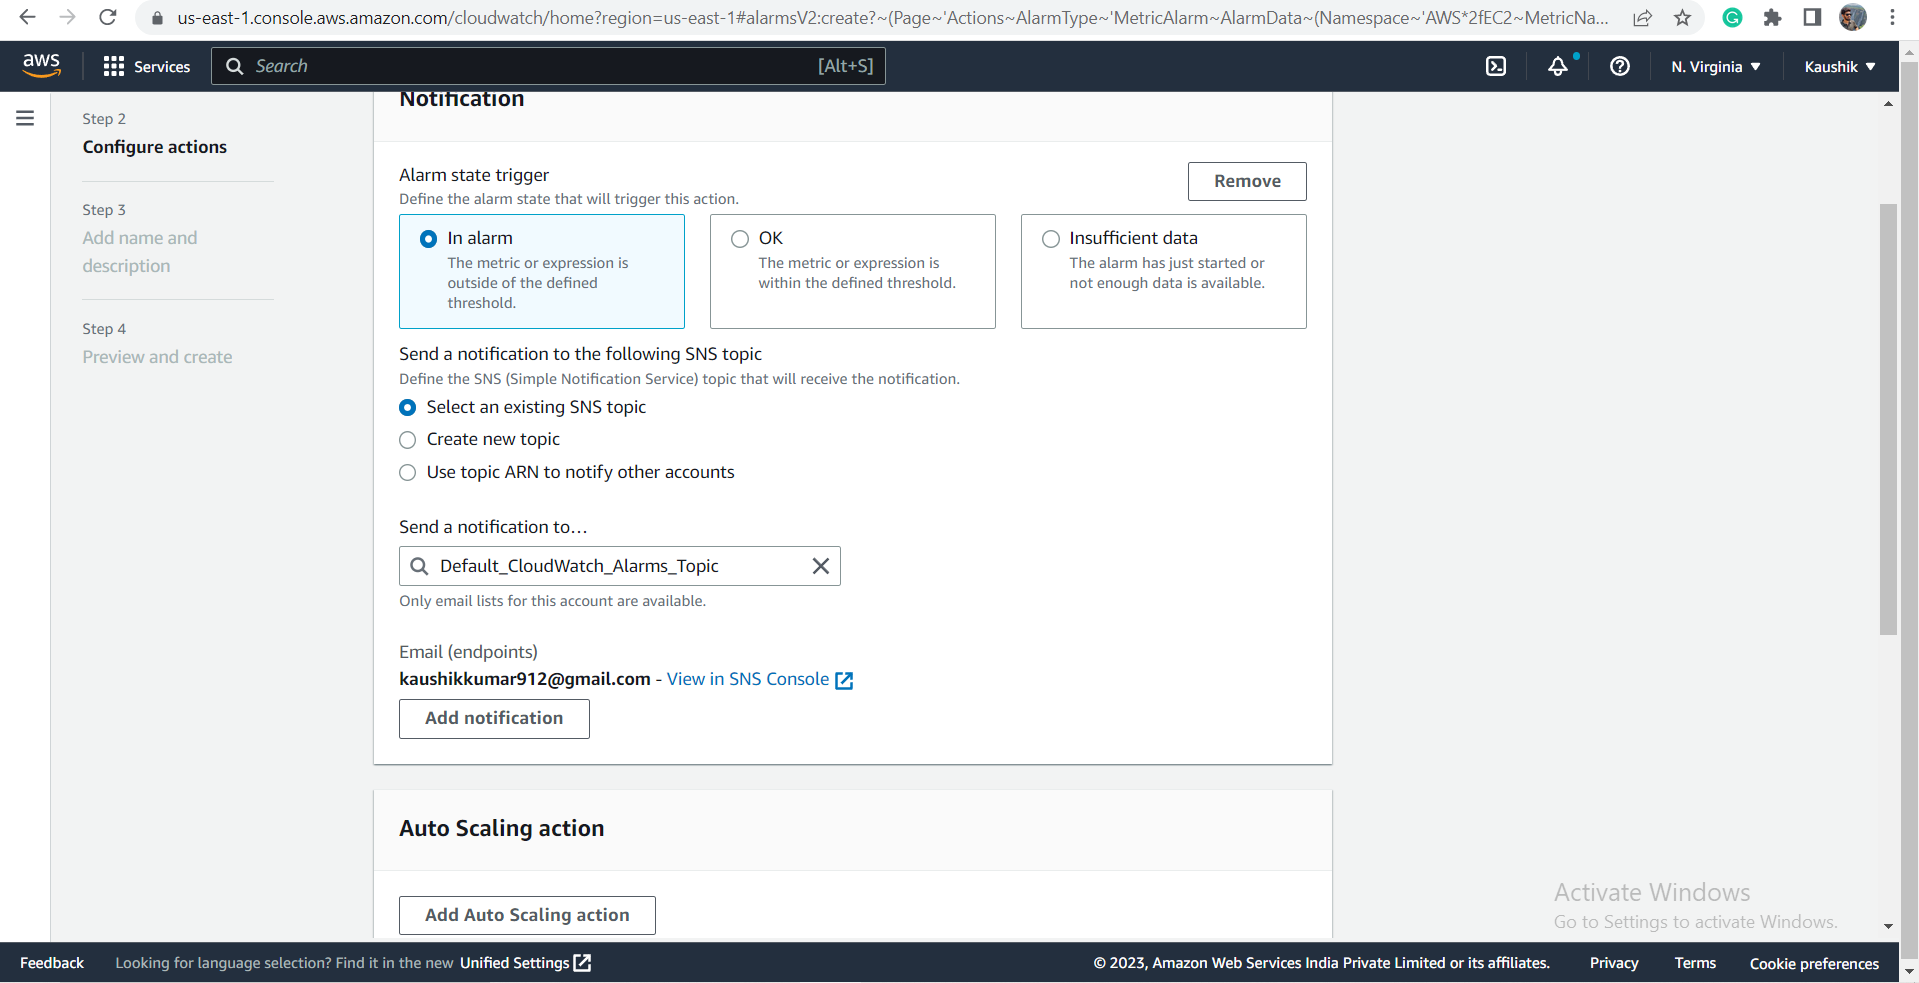 us-east-1.console.aws.amazon.com/cloudwatch/home?region=us-east-1#alarmsV2:create?~(Page~'Actions~AlarmType~'MetricAlarm~AlarmData~(Namespace~'AWS*2fEC2~MetricNa...
aws
Services
Search
[Alt+S]
N. Virginia
Kaushik
Step 2
Configure actions
Step 3
Add name and
description
Step 4
Preview and create
Notification
Alarm state trigger
Define the alarm state that will trigger this action.
Remove
In alarm
The metric or expression is
outside of the defined
threshold.
OK
The metric or expression is
within the defined threshold.
Insufficient data
The alarm has just started or
not enough data is available.
Send a notification to the following SNS topic
Define the SNS (Simple Notification Service) topic that will receive the notification.
Select an existing SNS topic
Create new topic
Use topic ARN to notify other accounts
Send a notification to…
Default_CloudWatch_Alarms_Topic
Only email lists for this account are available.
Email (endpoints)
kaushikkumar912@gmail.com - View in SNS Console
Add notification
Auto Scaling action
Add Auto Scaling action
Activate Windows
Go to Settings to activate Windows.
Feedback
Looking for language selection? Find it in the new Unified Settings
© 2023, Amazon Web Services India Private Limited or its affiliates.
Privacy
Terms
Cookie preferences